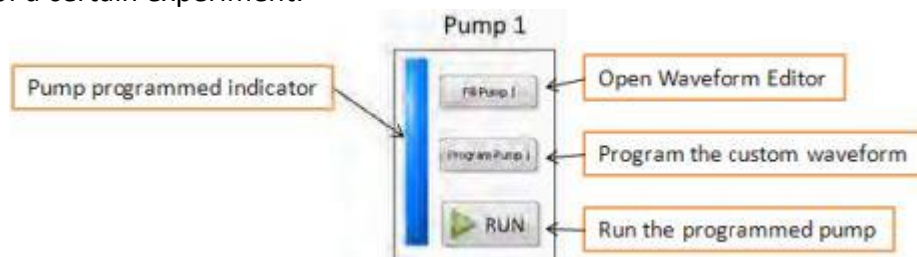 of a certain experiment.
Pump 1
Pump programmed indicator
Fill Pump 1
Open Waveform Editor
Program Pump 1
Program the custom waveform
RUN
Run the programmed pump